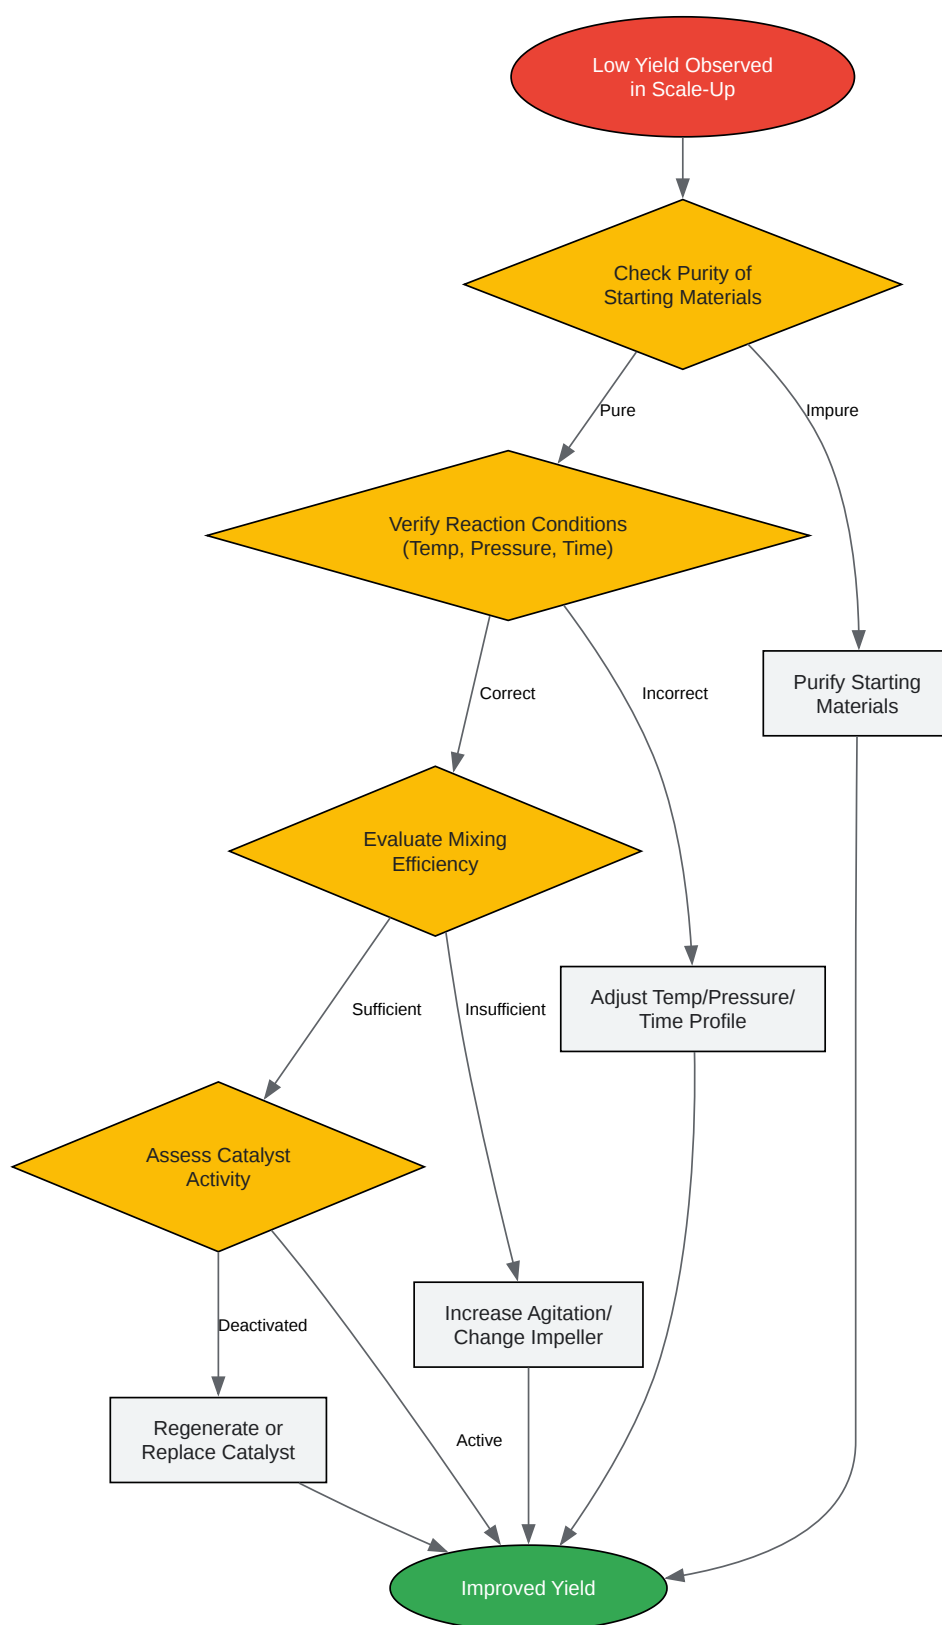 Low Yield Observed
in Scale-Up
Check Purity of
Starting Materials
Pure
Impure
Verify Reaction Conditions
(Temp, Pressure, Time)
Correct
Incorrect
Purify Starting
Materials
Evaluate Mixing
Efficiency
Sufficient
Insufficient
Adjust Temp/Pressure/
Time Profile
Assess Catalyst
Activity
Deactivated
Increase Agitation/
Change Impeller
Regenerate or
Replace Catalyst
Active
Improved Yield